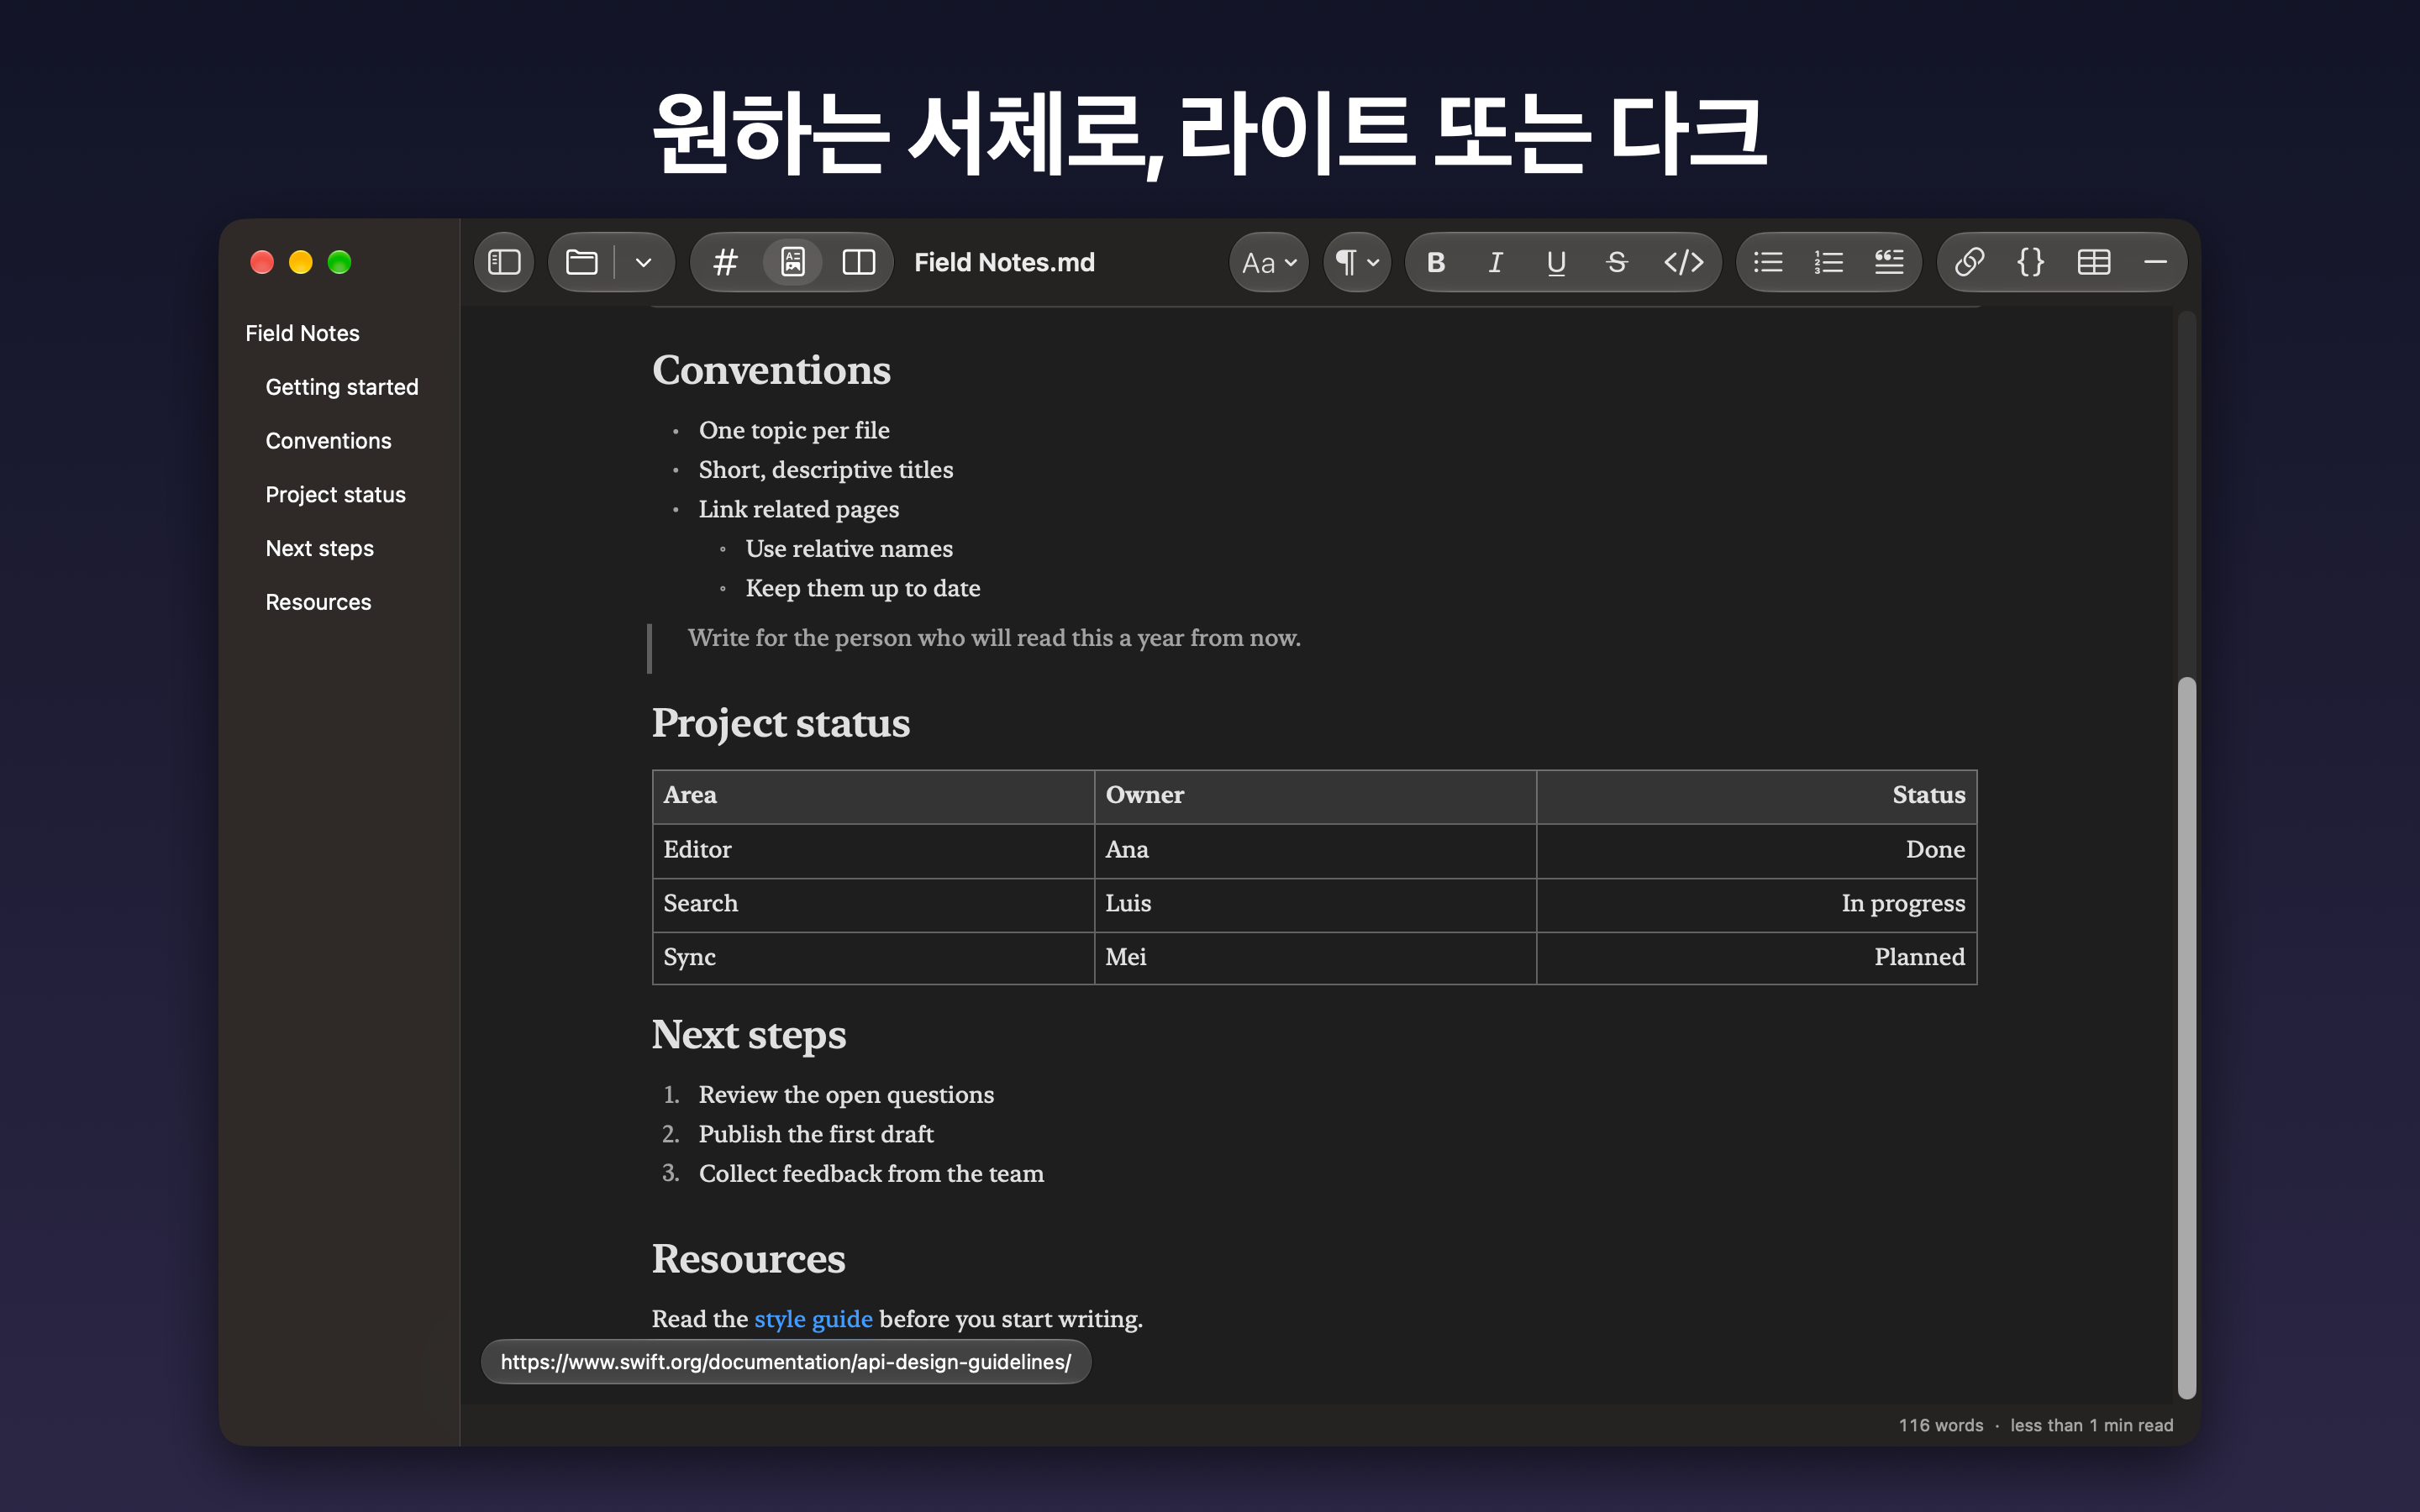 원하는 서체로, 라이트 또는 다크
Field Notes.md
Aa
B I U S </>
{}
Field Notes
Getting started
Conventions
Project status
Next steps
Resources
Conventions
• One topic per file
• Short, descriptive titles
• Link related pages
◦ Use relative names
◦ Keep them up to date
Write for the person who will read this a year from now.
Project status
Area Owner Status
Editor Ana Done
Search Luis In progress
Sync Mei Planned
Next steps
1. Review the open questions
2. Publish the first draft
3. Collect feedback from the team
Resources
Read the style guide before you start writing.
https://www.swift.org/documentation/api-design-guidelines/
116 words · less than 1 min read